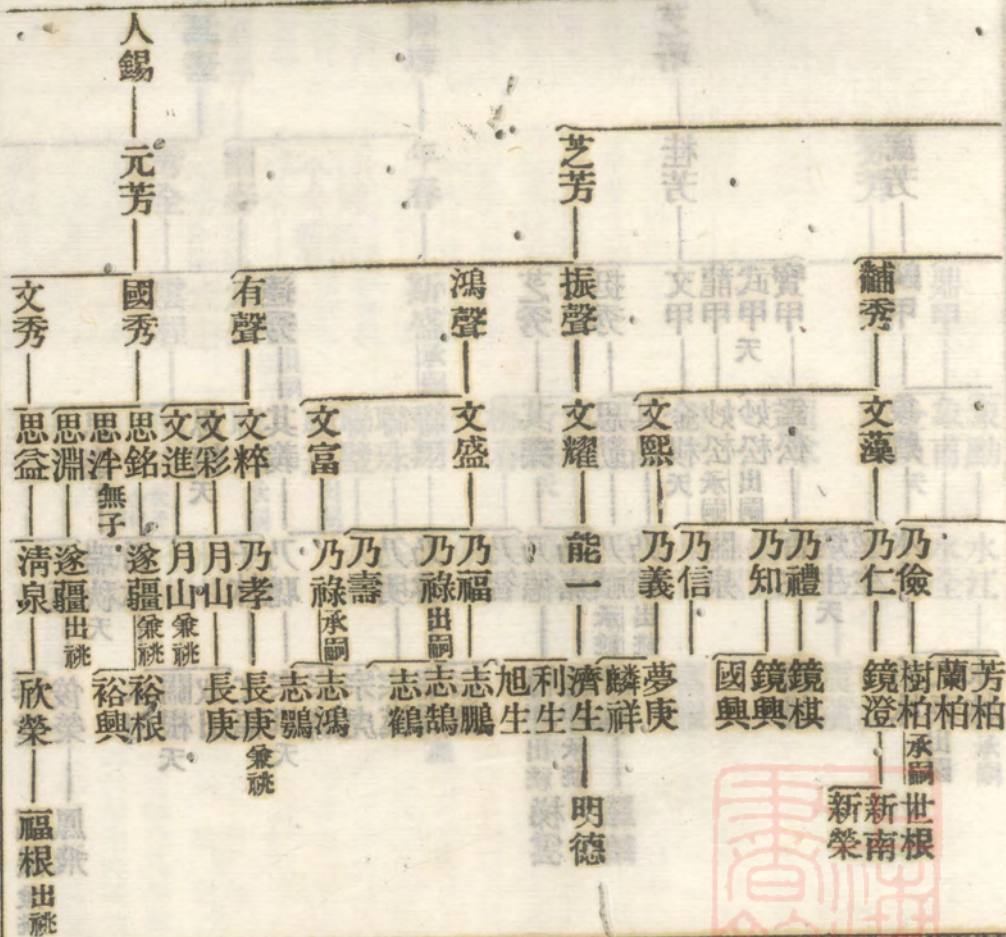 人錫
芝芳
元芳
黼秀
振聲
鴻聲
有聲
國秀
文秀
文藻
文熙
文耀
文盛
文富
文粹
文彩
文進
思銘
思泮無子
思淵
思益
乃儉
乃仁
乃禮
乃知
乃信
乃義
能一
乃福
乃祿出嗣
乃壽
乃祿承嗣
乃孝
月山
月山兼祧
遂疆兼祧
遂疆出祧
清泉
芳柏
蘭柏
樹柏承嗣
鏡澄
鏡棋
鏡興
國興
夢庚
麟祥
濟生
利生
旭生
志鵬
志鵠
志鶴
志鴻
志鶚
長庚兼祧
長庚
裕根
裕興
欣榮
世根
新南
新榮
明德
福根出祧